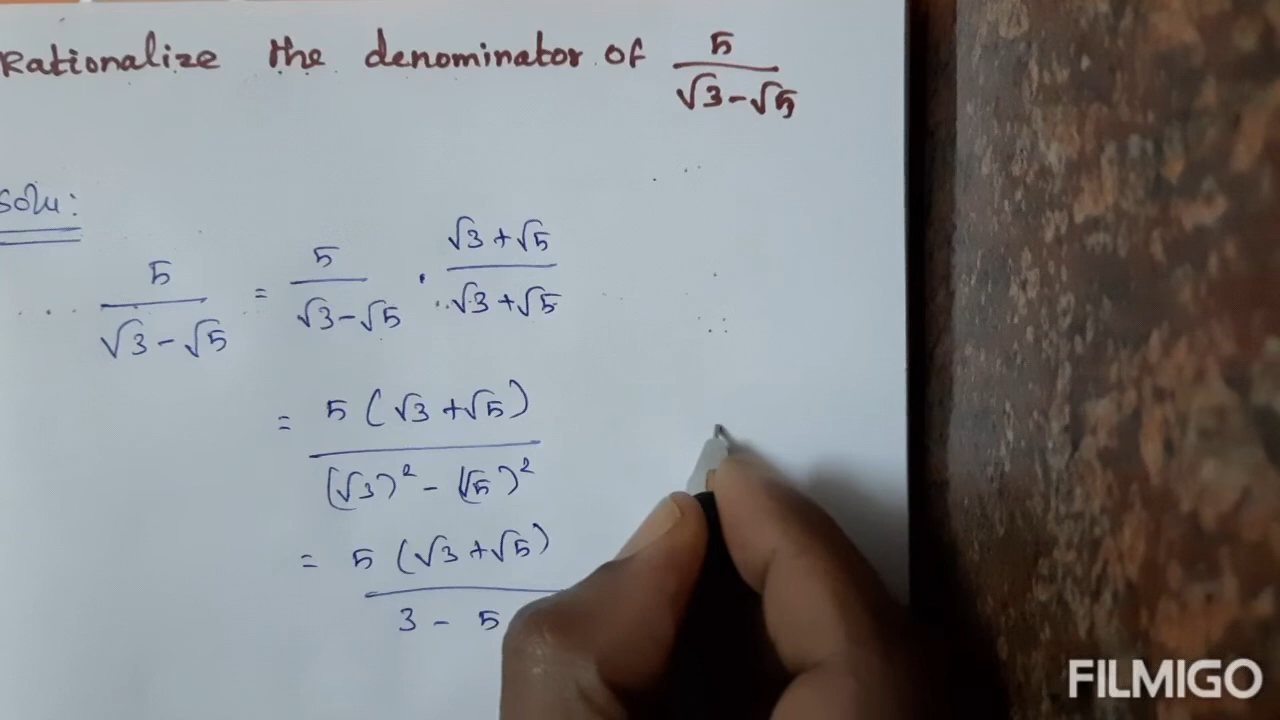 Rationalize the denominator of 5/(√3-√5)
Solu:
5/(√3-√5) = 5/(√3-√5) · (√3+√5)/(√3+√5)
= 5(√3+√5)/((√3)²-(√5)²)
= 5(√3+√5)/(3-5)
FILMIGO